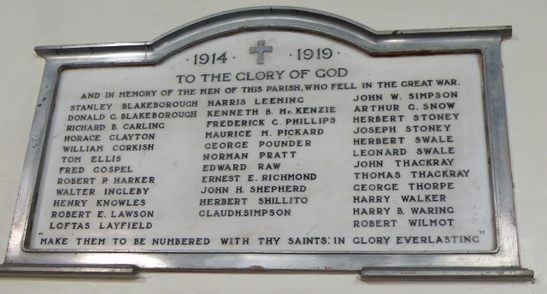 1914 1919
TO THE GLORY OF GOD
AND IN MEMORY OF THE MEN OF THIS PARISH, WHO FELL IN THE GREAT WAR.
STANLEY BLAKEBOROUGH
DONALD G. BLAKEBOROUGH
RICHARD B. CARLING
HORACE CLAYTON
WILLIAM CORKISH
TOM ELLIS
FRED GOSPEL
ROBERT P. HARKER
WALTER INGLEBY
HENRY KNOWLES
ROBERT E. LAWSON
LOFTAS LAYFIELD
HARRIS LEEMING
KENNETH B. Mc.KENZIE
FREDERICK C. PHILLIPS
MAURICE M. PICKARD
GEORGE POUNDER
NORMAN PRATT
EDWARD RAW
ERNEST E. RICHMOND
JOHN H. SHEPHERD
HERBERT SHILLITO
CLAUD H. SIMPSON
JOHN W. SIMPSON
ARTHUR G. SNOW
HERBERT STONEY
JOSEPH STONEY
HERBERT SWALE
LEONARD SWALE
JOHN THACKRAY
THOMAS THACKRAY
GEORGE THORPE
HARRY WALKER
HARRY B. WARING
ROBERT WILMOT
"MAKE THEM TO BE NUMBERED WITH THY SAINTS: IN GLORY EVERLASTING"